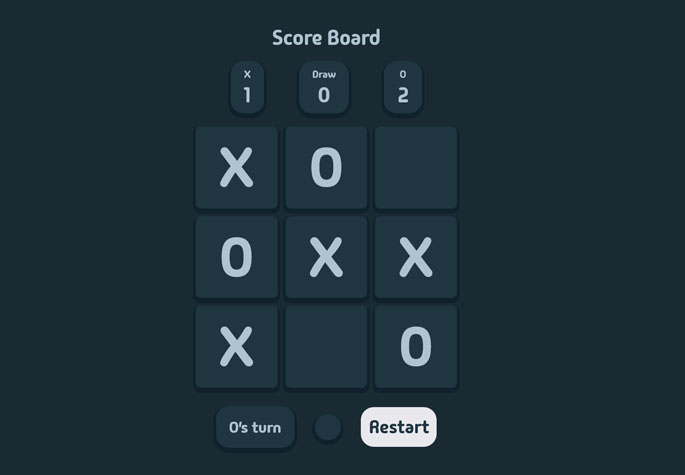 Score Board
X Draw O
1 0 2
X O
O X X
X O
O's turn Restart